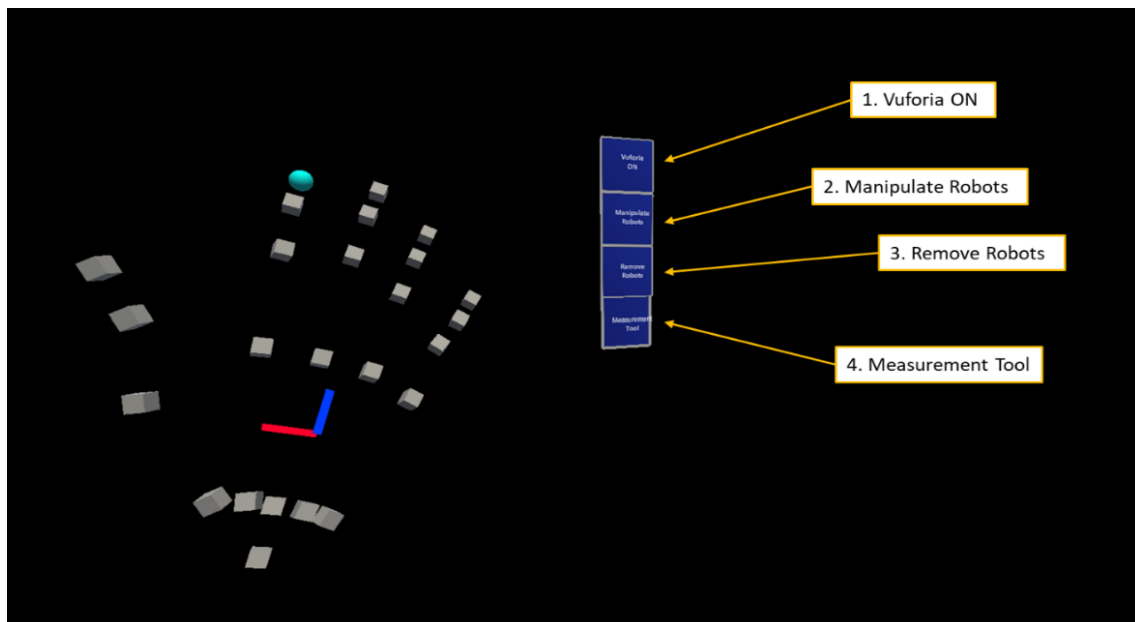 1. Vuforia ON
Vuforia
ON
2. Manipulate Robots
Manipulate
Robots
3. Remove Robots
Remove
Robots
4. Measurement Tool
Measurement
Tool